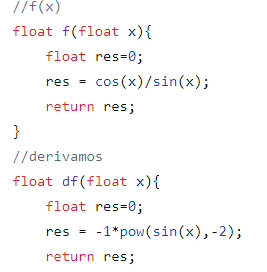 //f(x)
float f(float x){
    float res=0;
    res = cos(x)/sin(x);
    return res;
}
//derivamos
float df(float x){
    float res=0;
    res = -1*pow(sin(x),-2);
    return res;